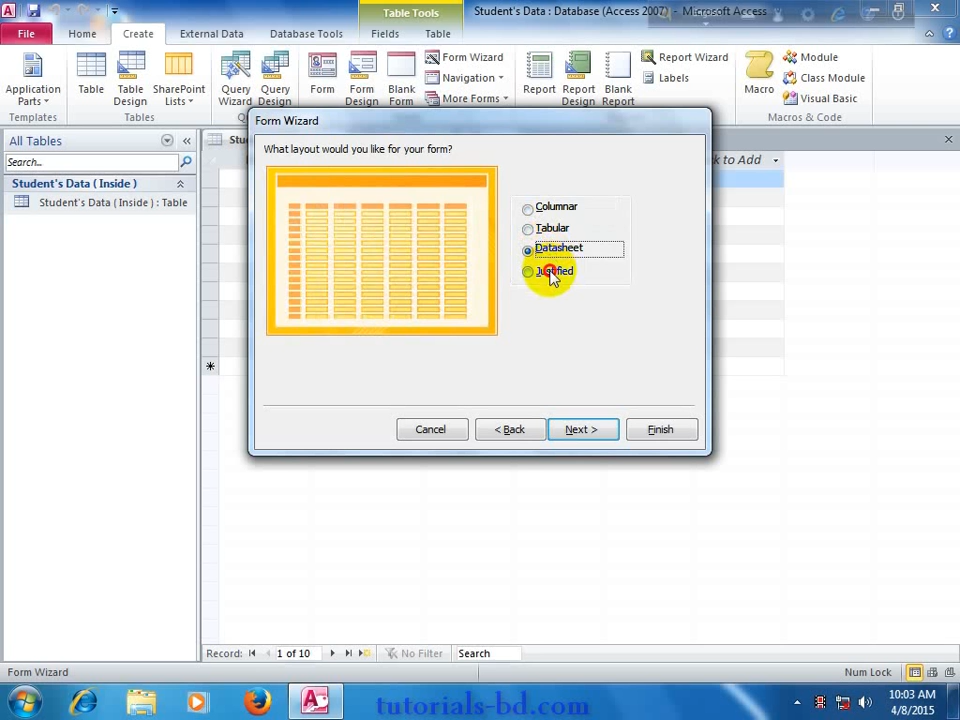 Table Tools
Student's Data : Database (Access 2007) - Microsoft Access
File
Home
Create
External Data
Database Tools
Fields
Table
Application
Parts
Table
Table
Design
SharePoint
Lists
Query
Wizard
Query
Design
Form
Form
Design
Blank
Form
Form Wizard
Navigation
More Forms
Report
Report
Design
Blank
Report
Report Wizard
Labels
Macro
Module
Class Module
Visual Basic
Templates
Tables
Macros & Code
All Tables
Search...
Student's Data ( Inside )
Student's Data ( Inside ) : Table
Form Wizard
What layout would you like for your form?
Columnar
Tabular
Datasheet
Justified
Cancel
< Back
Next >
Finish
k to Add
Record:
1 of 10
No Filter
Search
Form Wizard
Num Lock
10:03 AM
4/8/2015
tutorials-bd.com